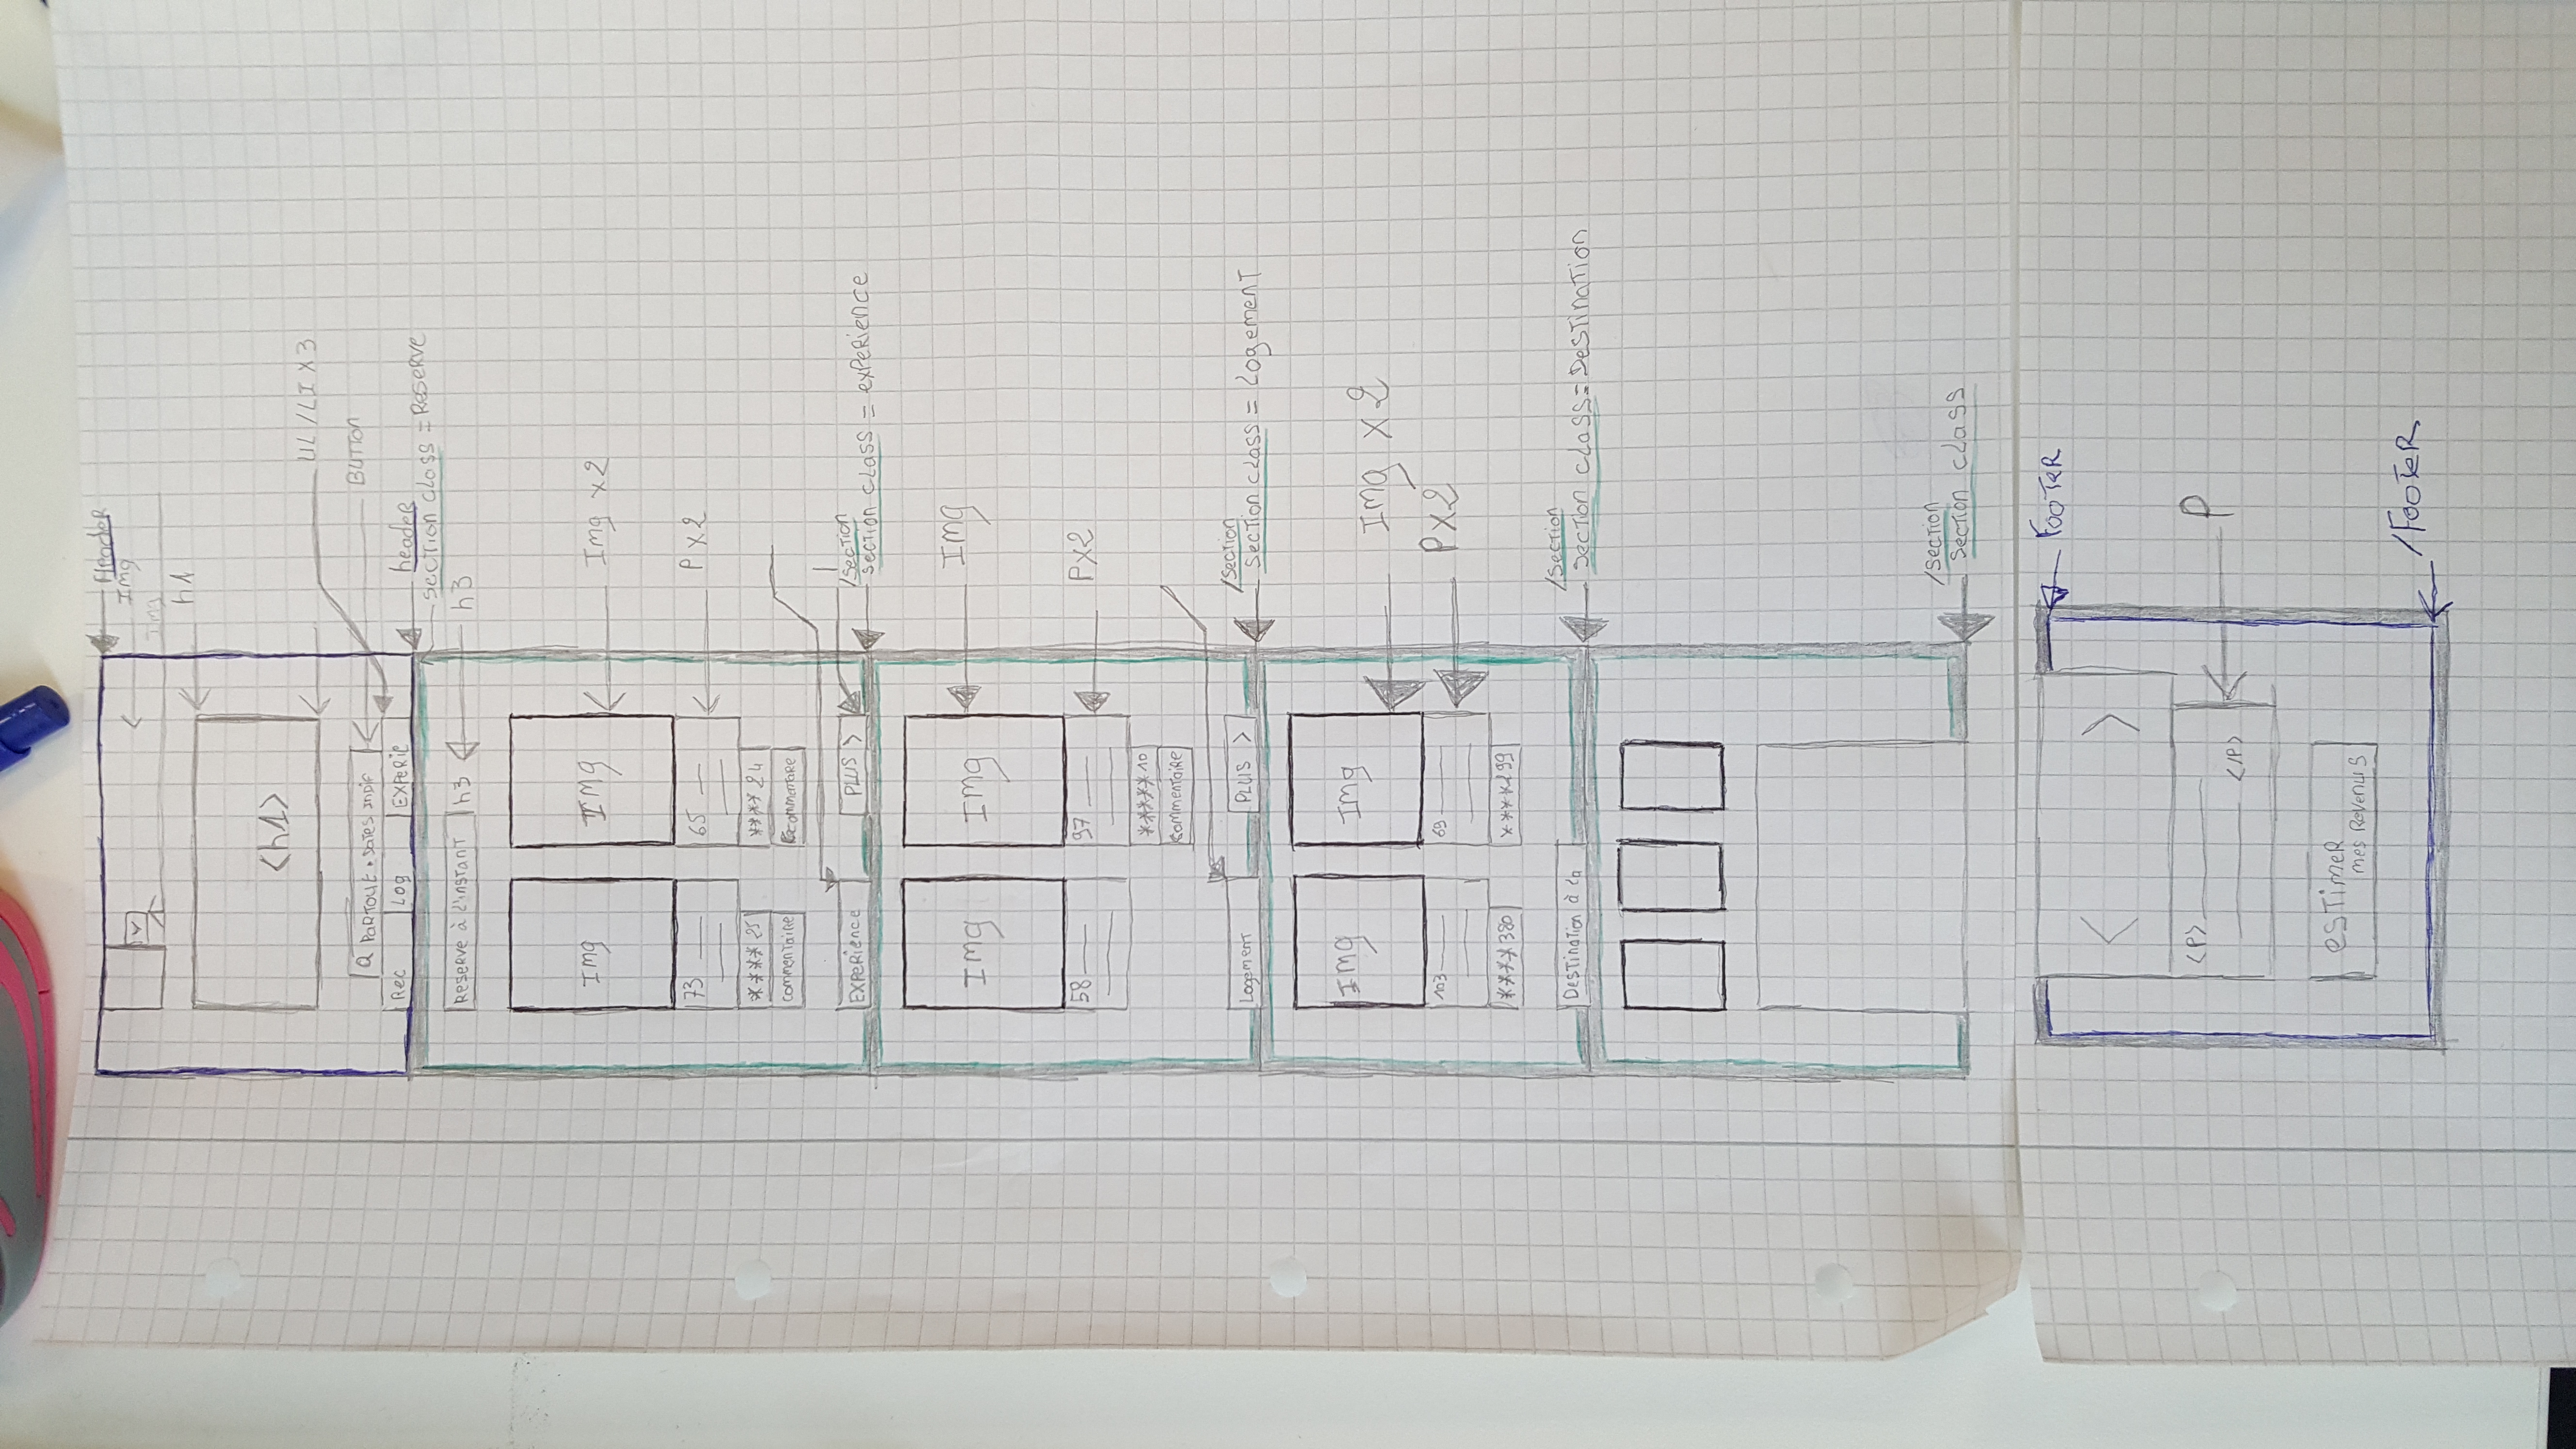 Header
Img
Img
h1
<h1>
UL/LI X3
Q PARTOUT • DATES INDIF
BUTTON
Rec Log EXPERIE
header
section class = Reserve
Reserve à l'instant h3
h3
Img Img
Img x2
73 65
P X2
**** 25 **** 24
commentaire commentaire
Experience PLUS >
/section
section class = experience
Img Img
Img
58 97
PX2
***** 10
commentaire
Logement PLUS >
/section
section class = Logement
Img Img
Img x2
103 69
PX2
**** 380 **** 199
Destination à la
/section
section class = Destination
/section
section class
Footer
< >
<P>
</P>
P
estimer
mes revenus
/Footer